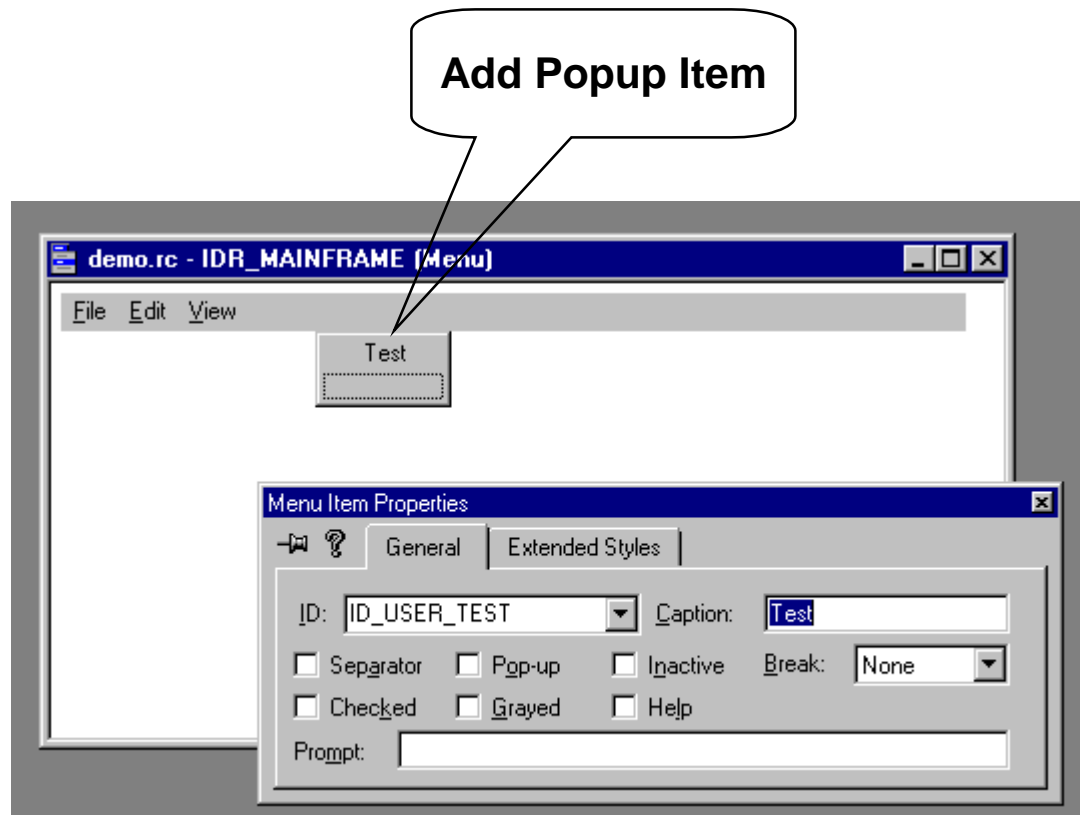 Add Popup Item
demo.rc - IDR_MAINFRAME (Menu)
File Edit View
Test
Menu Item Properties
General Extended Styles
ID: ID_USER_TEST Caption: Test
Separator Pop-up Inactive Break: None
Checked Grayed Help
Prompt: